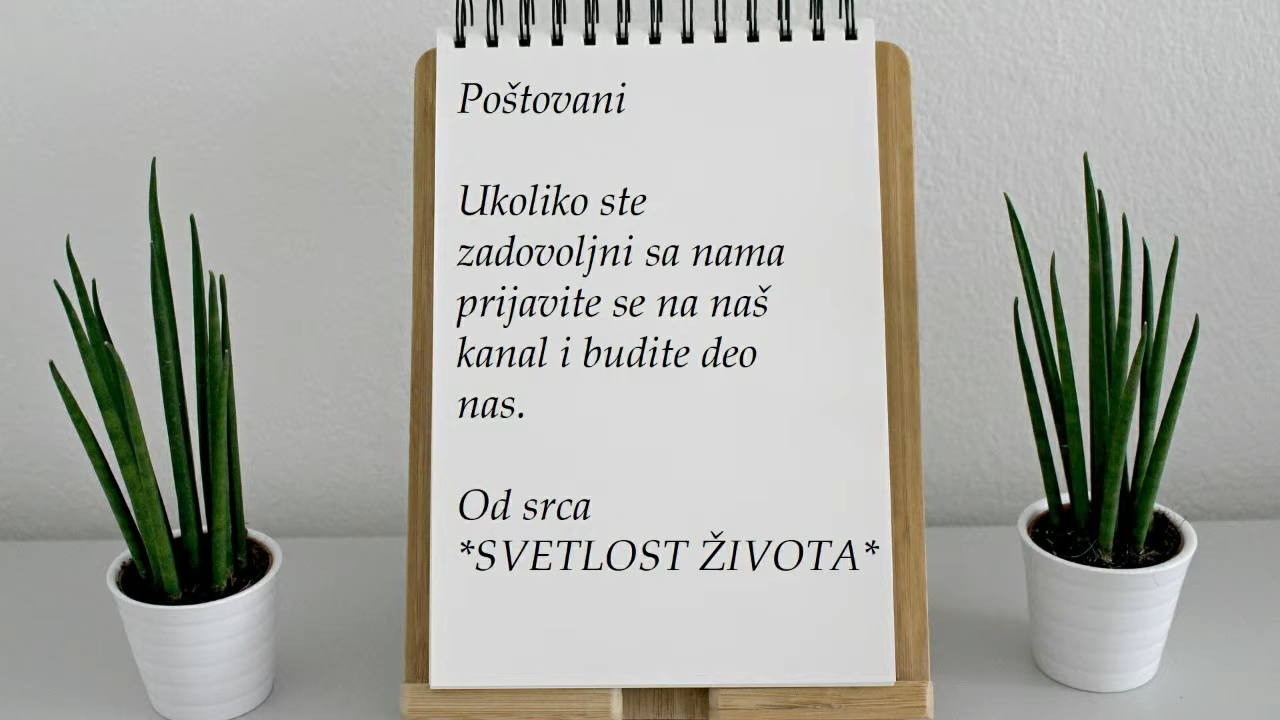 Poštovani
Ukoliko ste
zadovoljni sa nama
prijavite se na naš
kanal i budite deo
nas.
Od srca
*SVETLOST ŽIVOTA*